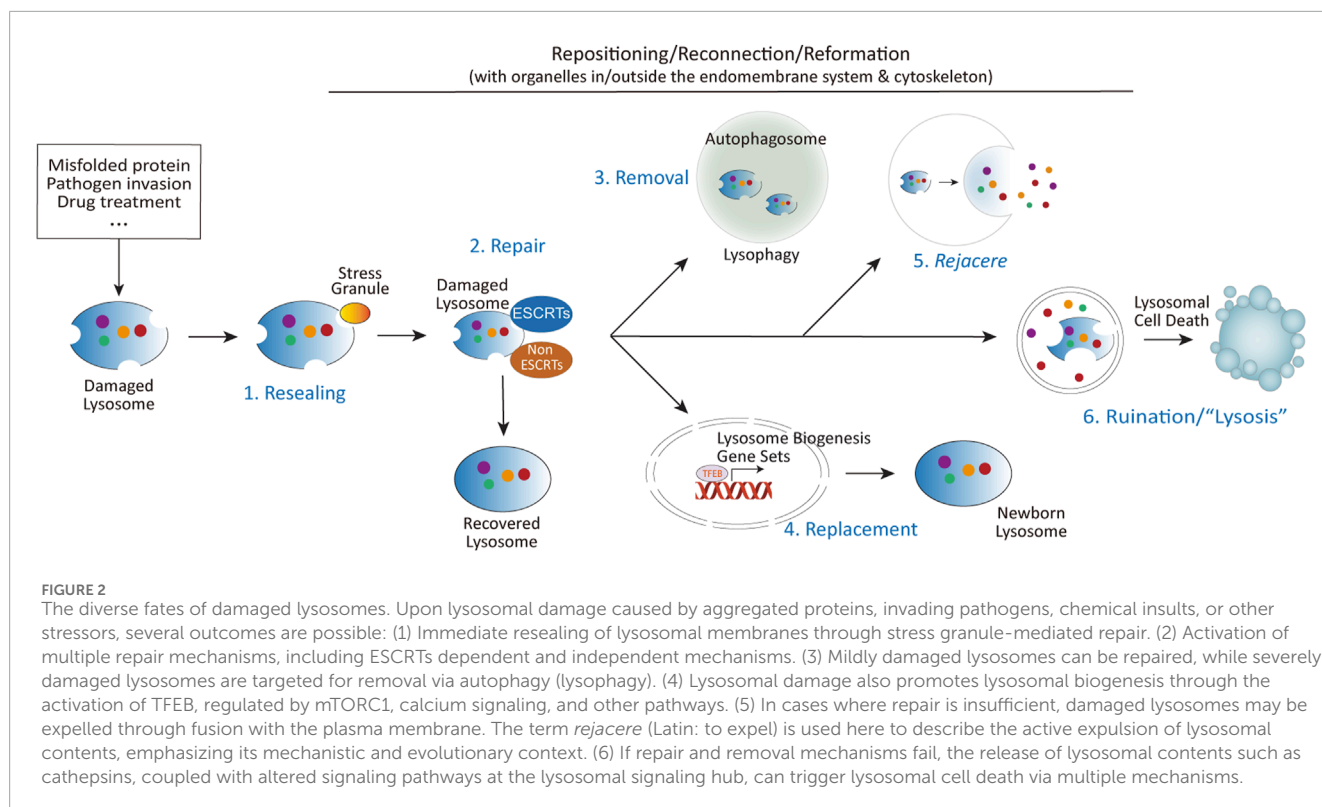 Repositioning/Reconnection/Reformation
(with organelles in/outside the endomembrane system & cytoskeleton)
Misfolded protein
Pathogen invasion
Drug treatment
...
Damaged
Lysosome
Stress
Granule
1. Resealing
2. Repair
Damaged
Lysosome
ESCRTs
Non
ESCRTs
Recovered
Lysosome
3. Removal
Autophagosome
Lysophagy
5. Rejacere
Lysosome Biogenesis
Gene Sets
TFEB
4. Replacement
Newborn
Lysosome
Lysosomal
Cell Death
6. Ruination/“Lysosis”
FIGURE 2
The diverse fates of damaged lysosomes. Upon lysosomal damage caused by aggregated proteins, invading pathogens, chemical insults, or other
stressors, several outcomes are possible: (1) Immediate resealing of lysosomal membranes through stress granule-mediated repair. (2) Activation of
multiple repair mechanisms, including ESCRTs dependent and independent mechanisms. (3) Mildly damaged lysosomes can be repaired, while severely
damaged lysosomes are targeted for removal via autophagy (lysophagy). (4) Lysosomal damage also promotes lysosomal biogenesis through the
activation of TFEB, regulated by mTORC1, calcium signaling, and other pathways. (5) In cases where repair is insufficient, damaged lysosomes may be
expelled through fusion with the plasma membrane. The term rejacere (Latin: to expel) is used here to describe the active expulsion of lysosomal
contents, emphasizing its mechanistic and evolutionary context. (6) If repair and removal mechanisms fail, the release of lysosomal contents such as
cathepsins, coupled with altered signaling pathways at the lysosomal signaling hub, can trigger lysosomal cell death via multiple mechanisms.